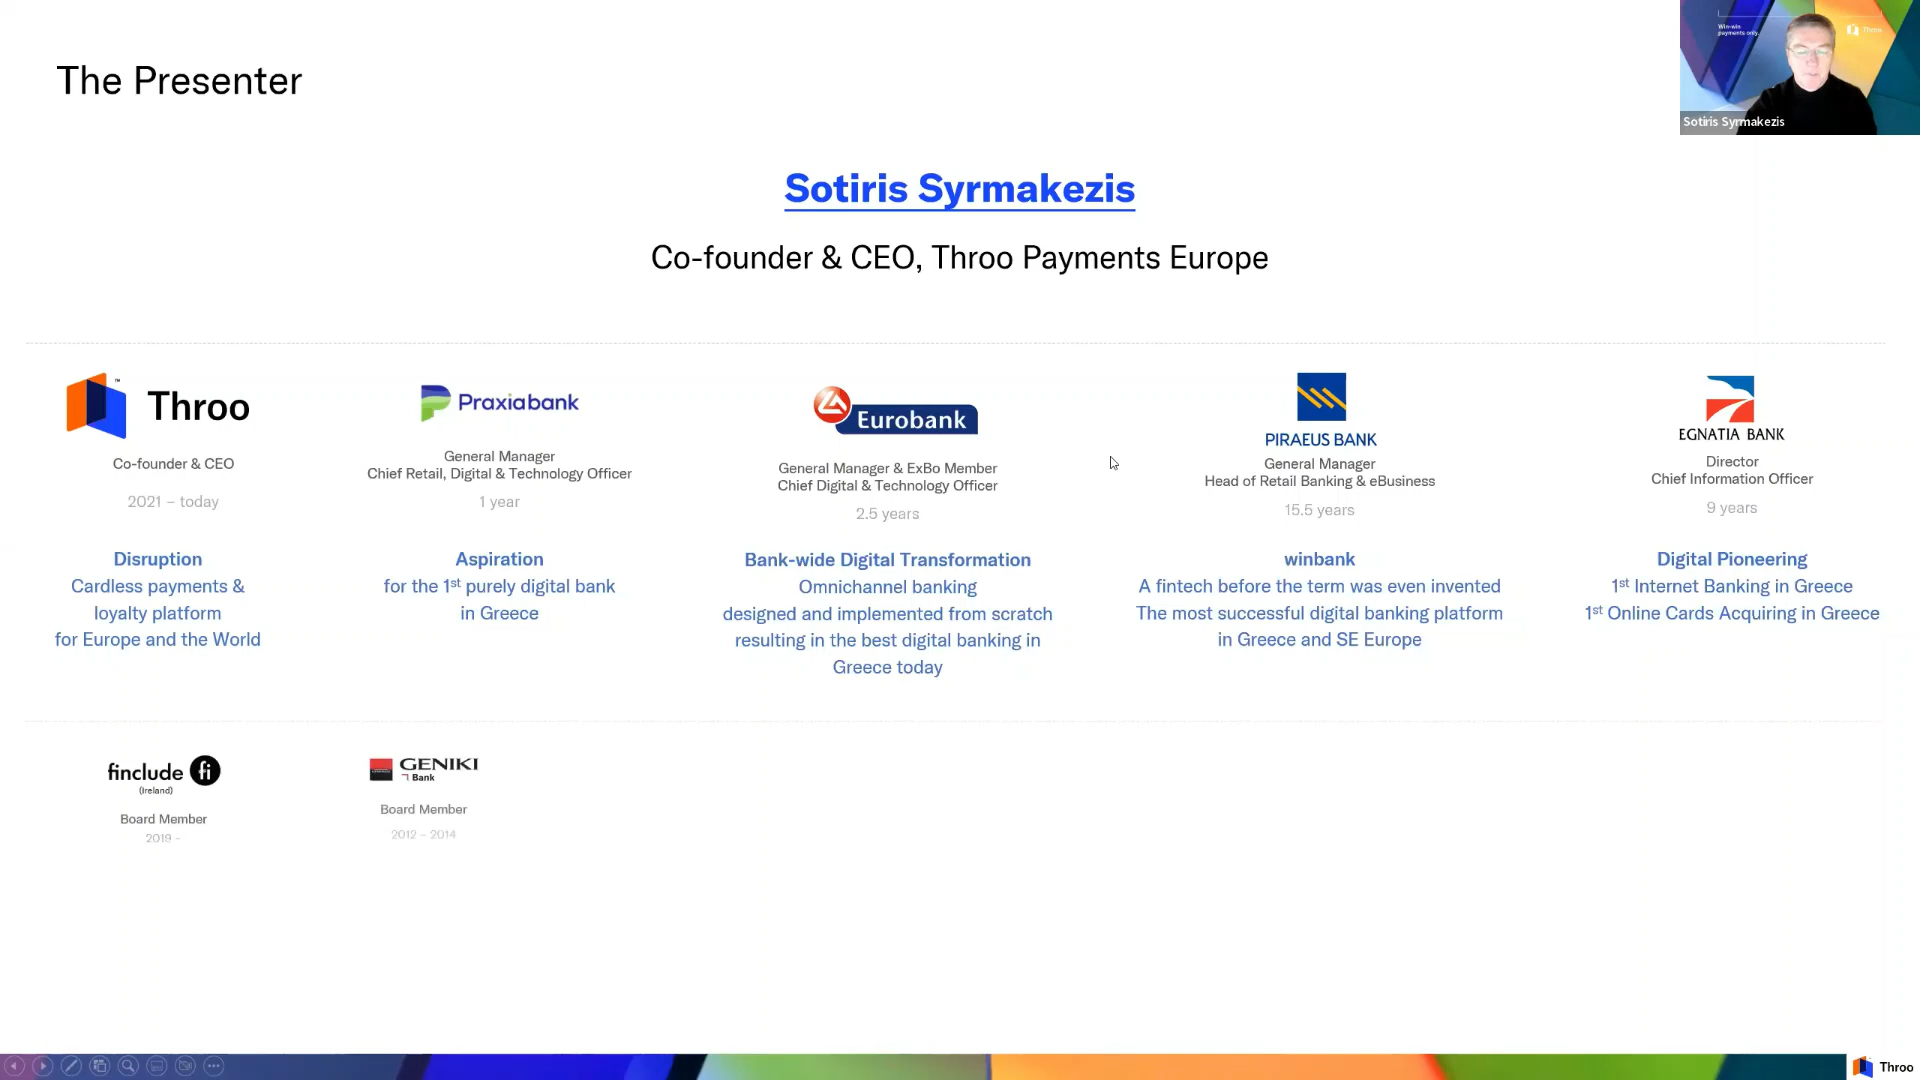 The Presenter
Win-win
payments only.
Throo
Sotiris Syrmakezis
Sotiris Syrmakezis
Co-founder & CEO, Throo Payments Europe
Throo™
Co-founder & CEO
2021 – today
Disruption
Cardless payments &
loyalty platform
for Europe and the World
Praxiabank
General Manager
Chief Retail, Digital & Technology Officer
1 year
Aspiration
for the 1st purely digital bank
in Greece
Eurobank
General Manager & ExBo Member
Chief Digital & Technology Officer
2.5 years
Bank-wide Digital Transformation
Omnichannel banking
designed and implemented from scratch
resulting in the best digital banking in
Greece today
PIRAEUS BANK
General Manager
Head of Retail Banking & eBusiness
15.5 years
winbank
A fintech before the term was even invented
The most successful digital banking platform
in Greece and SE Europe
EGNATIA BANK
Director
Chief Information Officer
9 years
Digital Pioneering
1st Internet Banking in Greece
1st Online Cards Acquiring in Greece
finclude fi
(Ireland)
Board Member
2019 -
GENIKI
Bank
Board Member
2012 – 2014
Throo